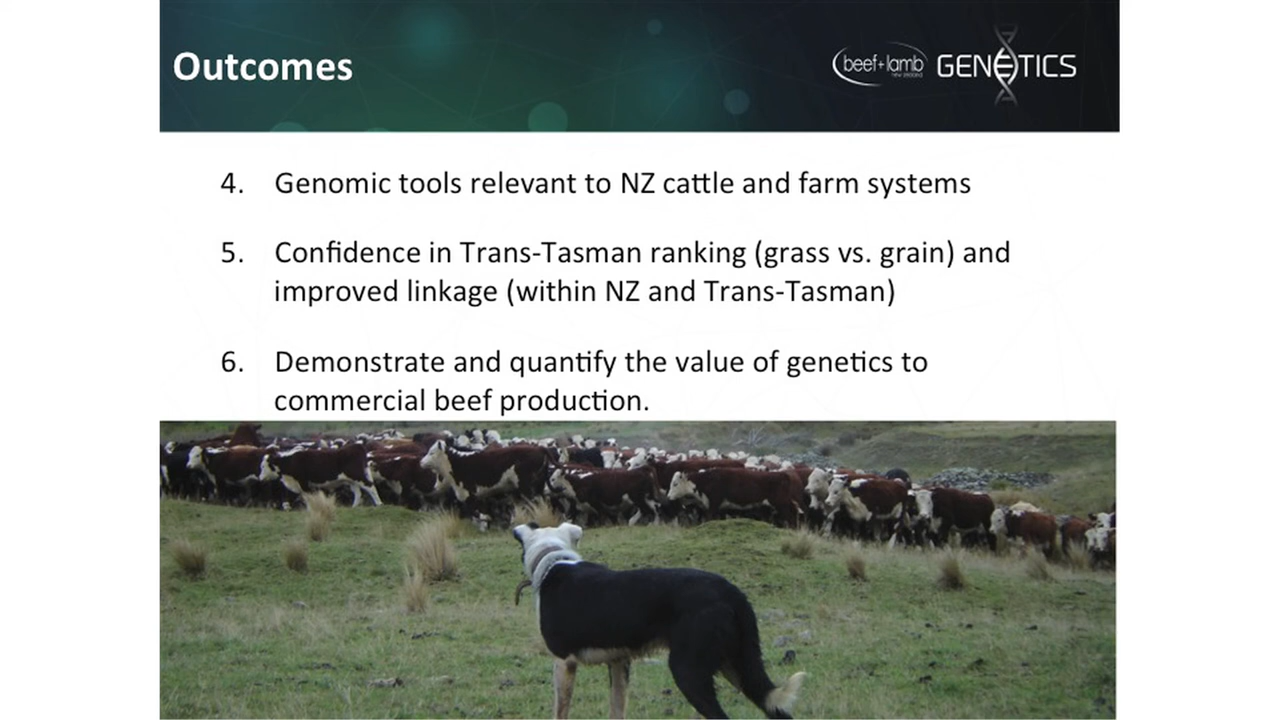 Outcomes
beef+lamb
new zealand
GENETICS
4. Genomic tools relevant to NZ cattle and farm systems
5. Confidence in Trans-Tasman ranking (grass vs. grain) and
improved linkage (within NZ and Trans-Tasman)
6. Demonstrate and quantify the value of genetics to
commercial beef production.